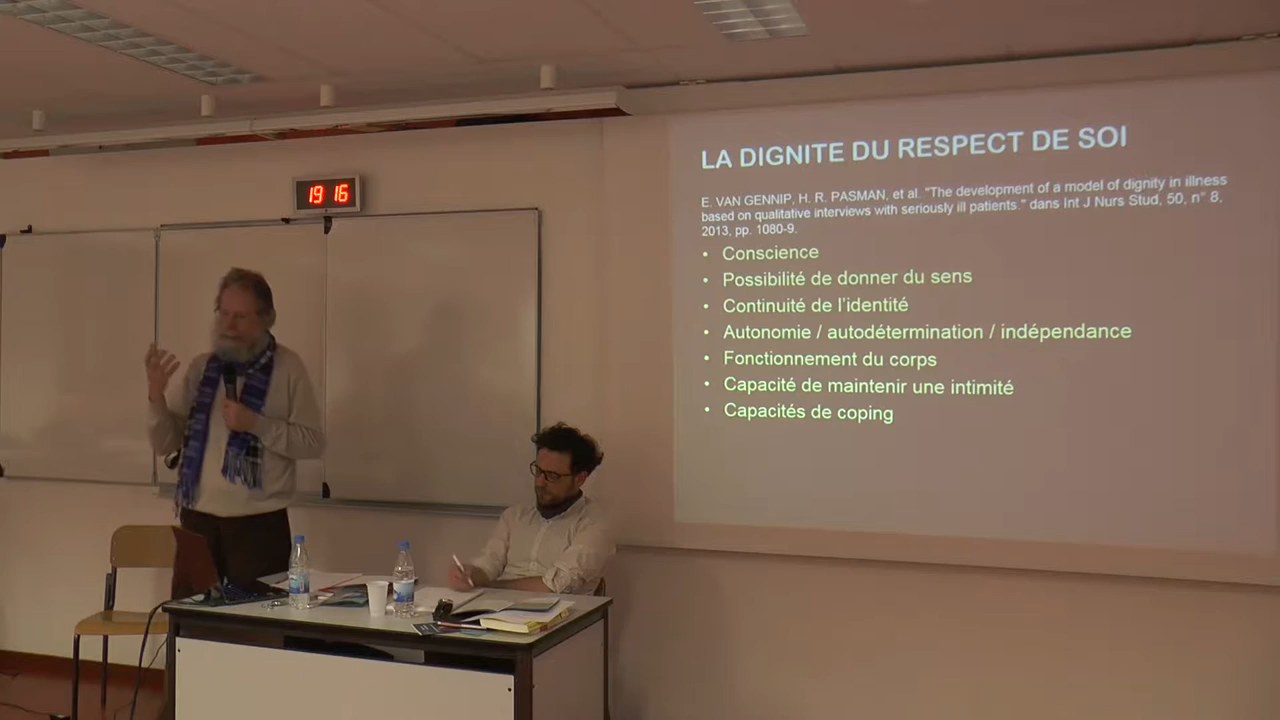 19 16
LA DIGNITE DU RESPECT DE SOI
E. VAN GENNIP, H. R. PASMAN, et al. "The development of a model of dignity in illness
based on qualitative interviews with seriously ill patients." dans Int J Nurs Stud, 50, n° 8,
2013, pp. 1080-9.
• Conscience
• Possibilité de donner du sens
• Continuité de l'identité
• Autonomie / autodétermination / indépendance
• Fonctionnement du corps
• Capacité de maintenir une intimité
• Capacités de coping